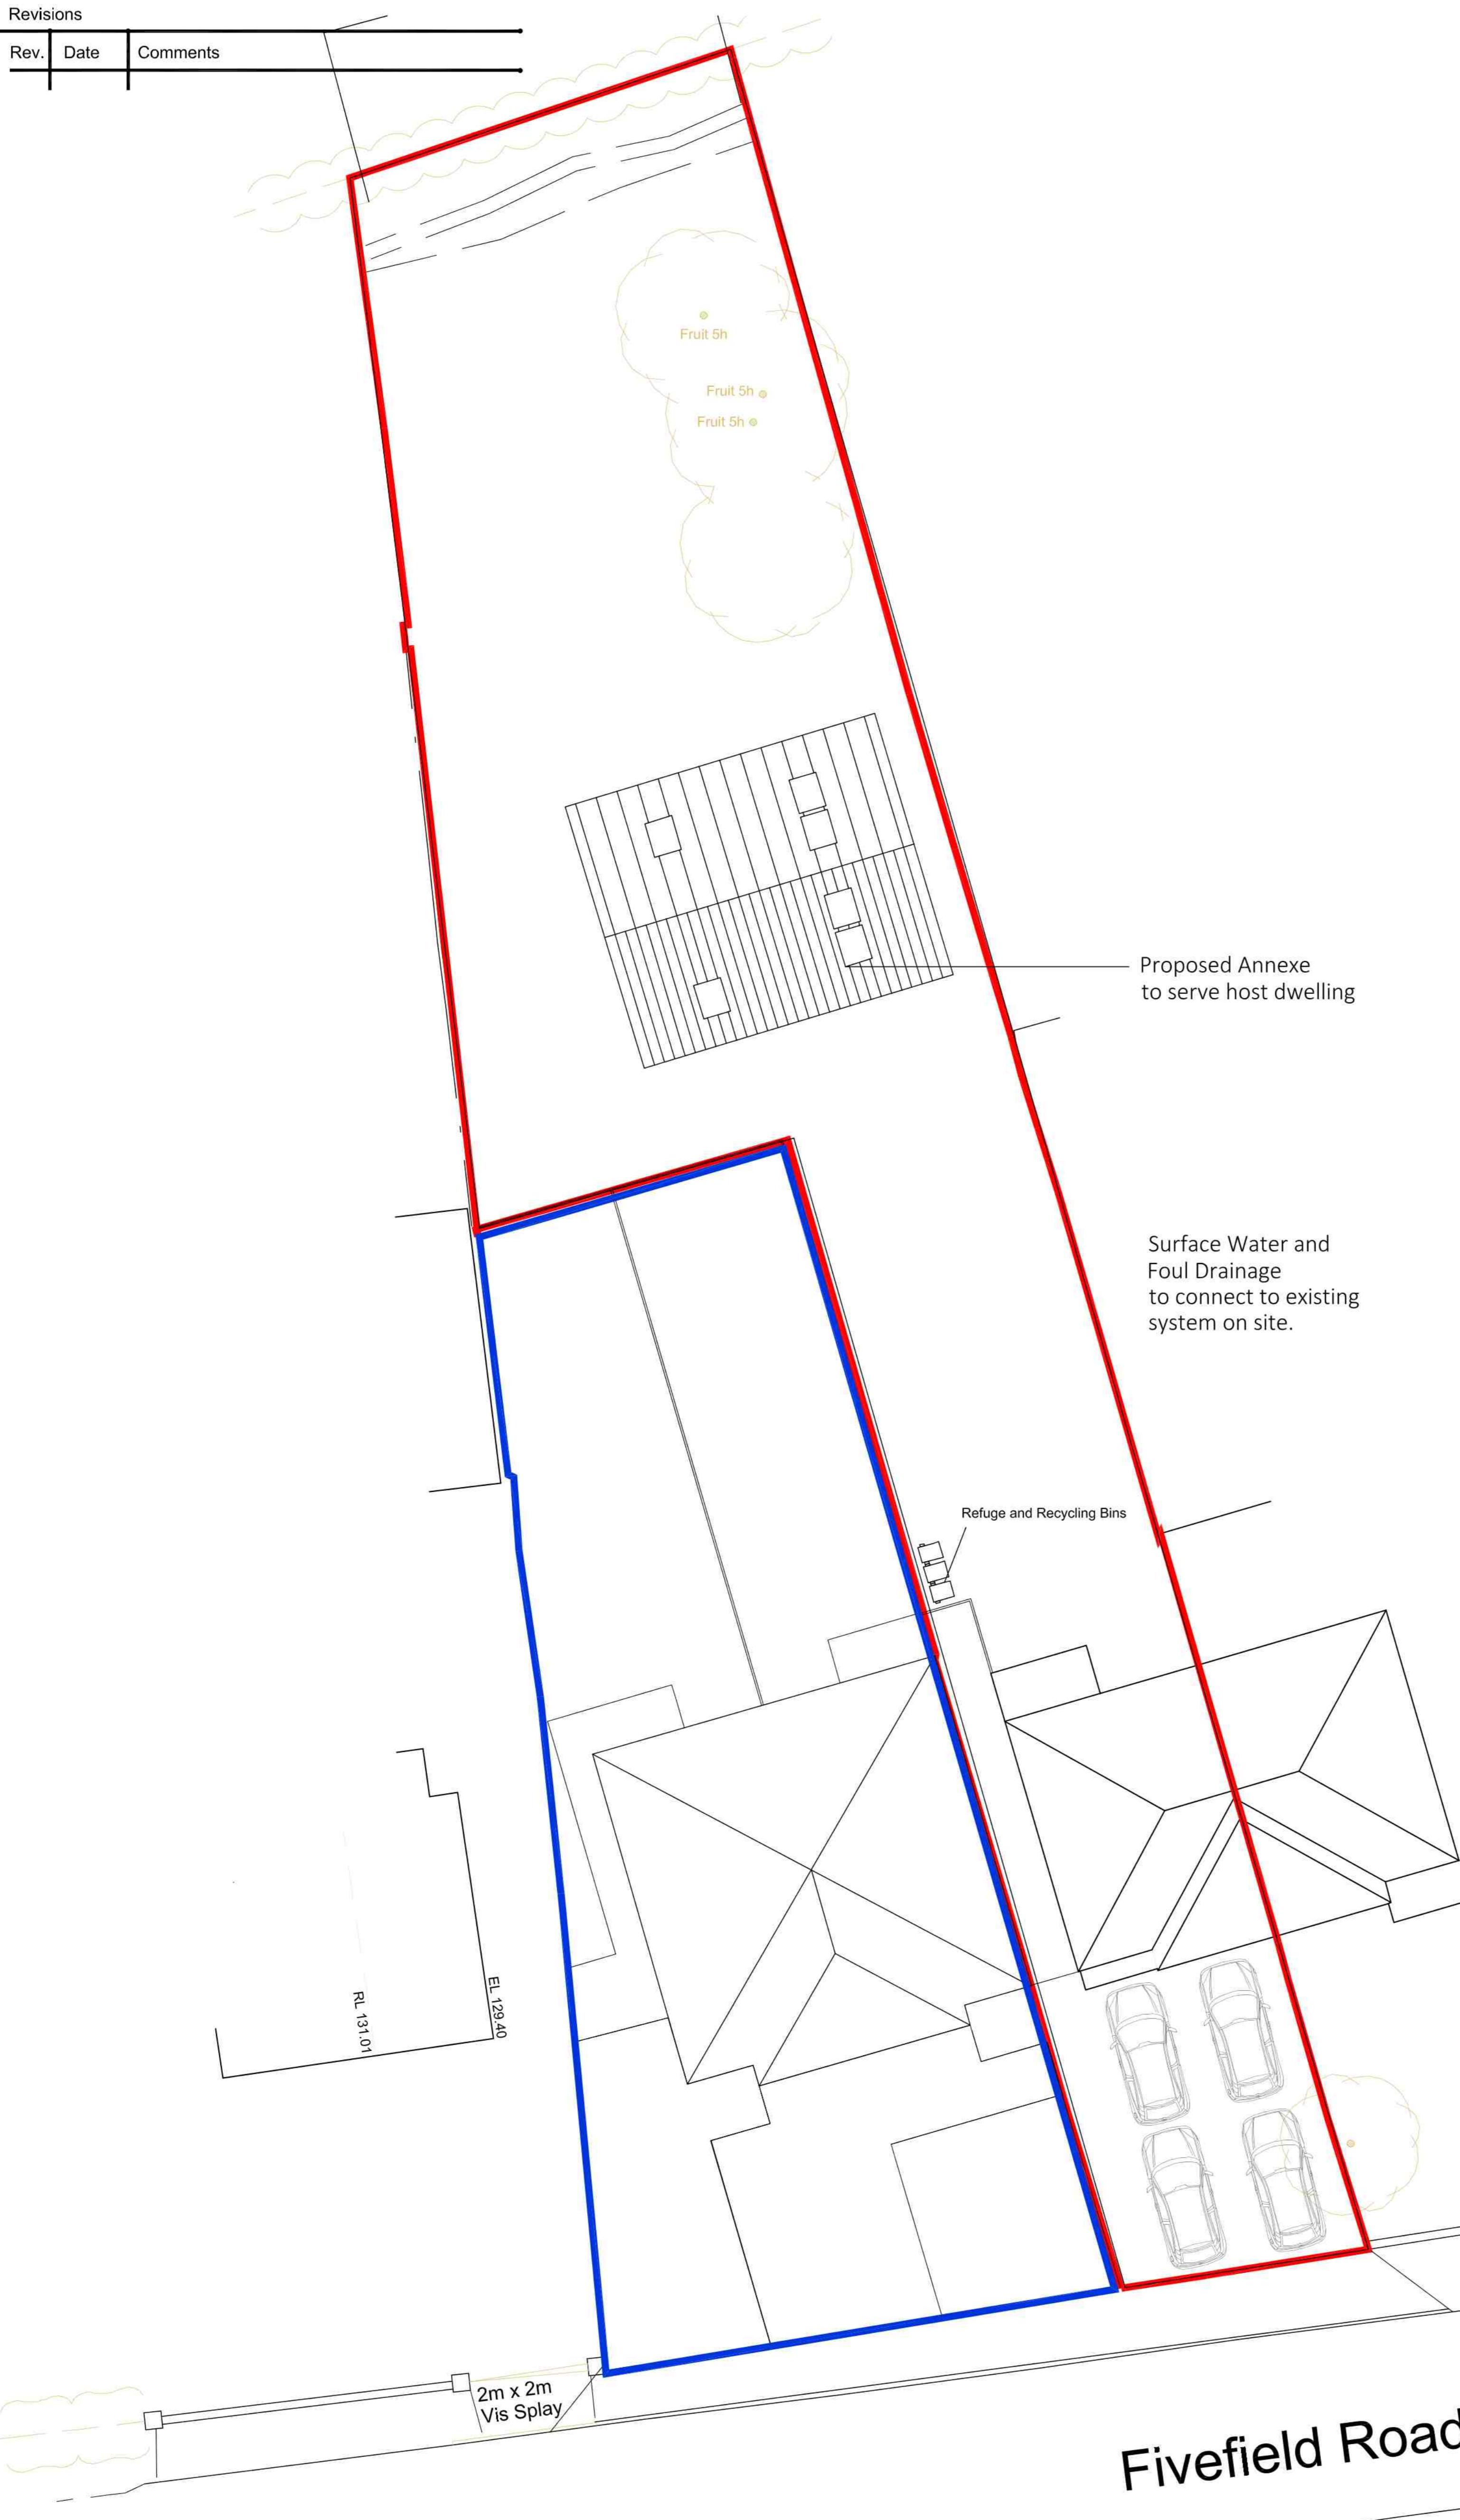 Revisions
Rev. Date Comments
Fruit 5h
Fruit 5h
Fruit 5h
Proposed Annexe
to serve host dwelling
Surface Water and
Foul Drainage
to connect to existing
system on site.
Refuge and Recycling Bins
EL 129.40
RL 131.01
2m x 2m
Vis Splay
Fivefield Road